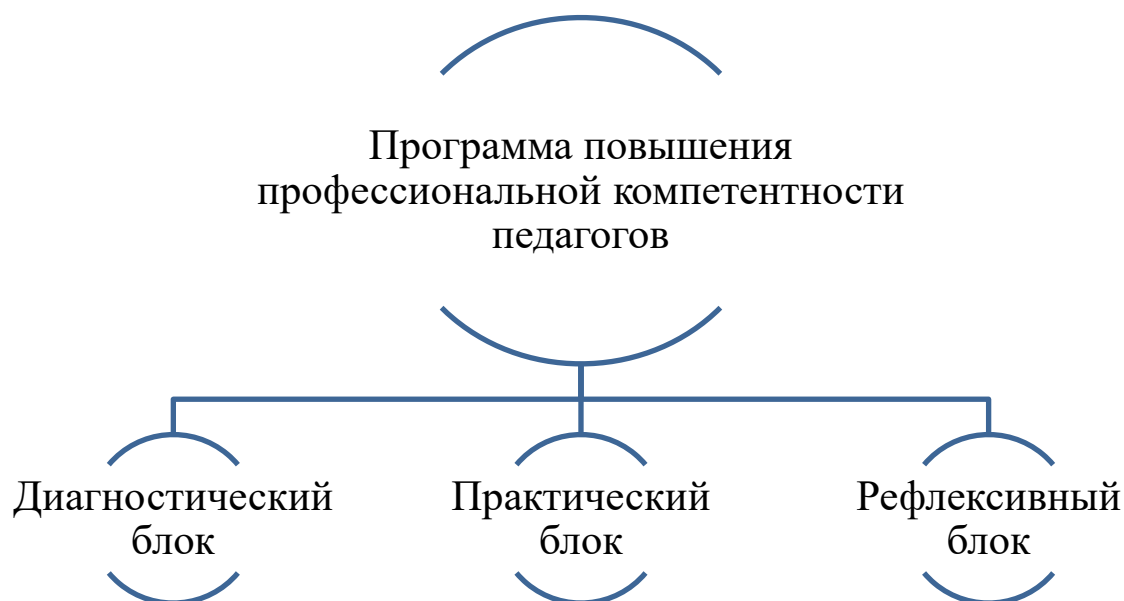 Программа повышения
профессиональной компетентности
педагогов
Диагностический
блок
Практический
блок
Рефлексивный
блок